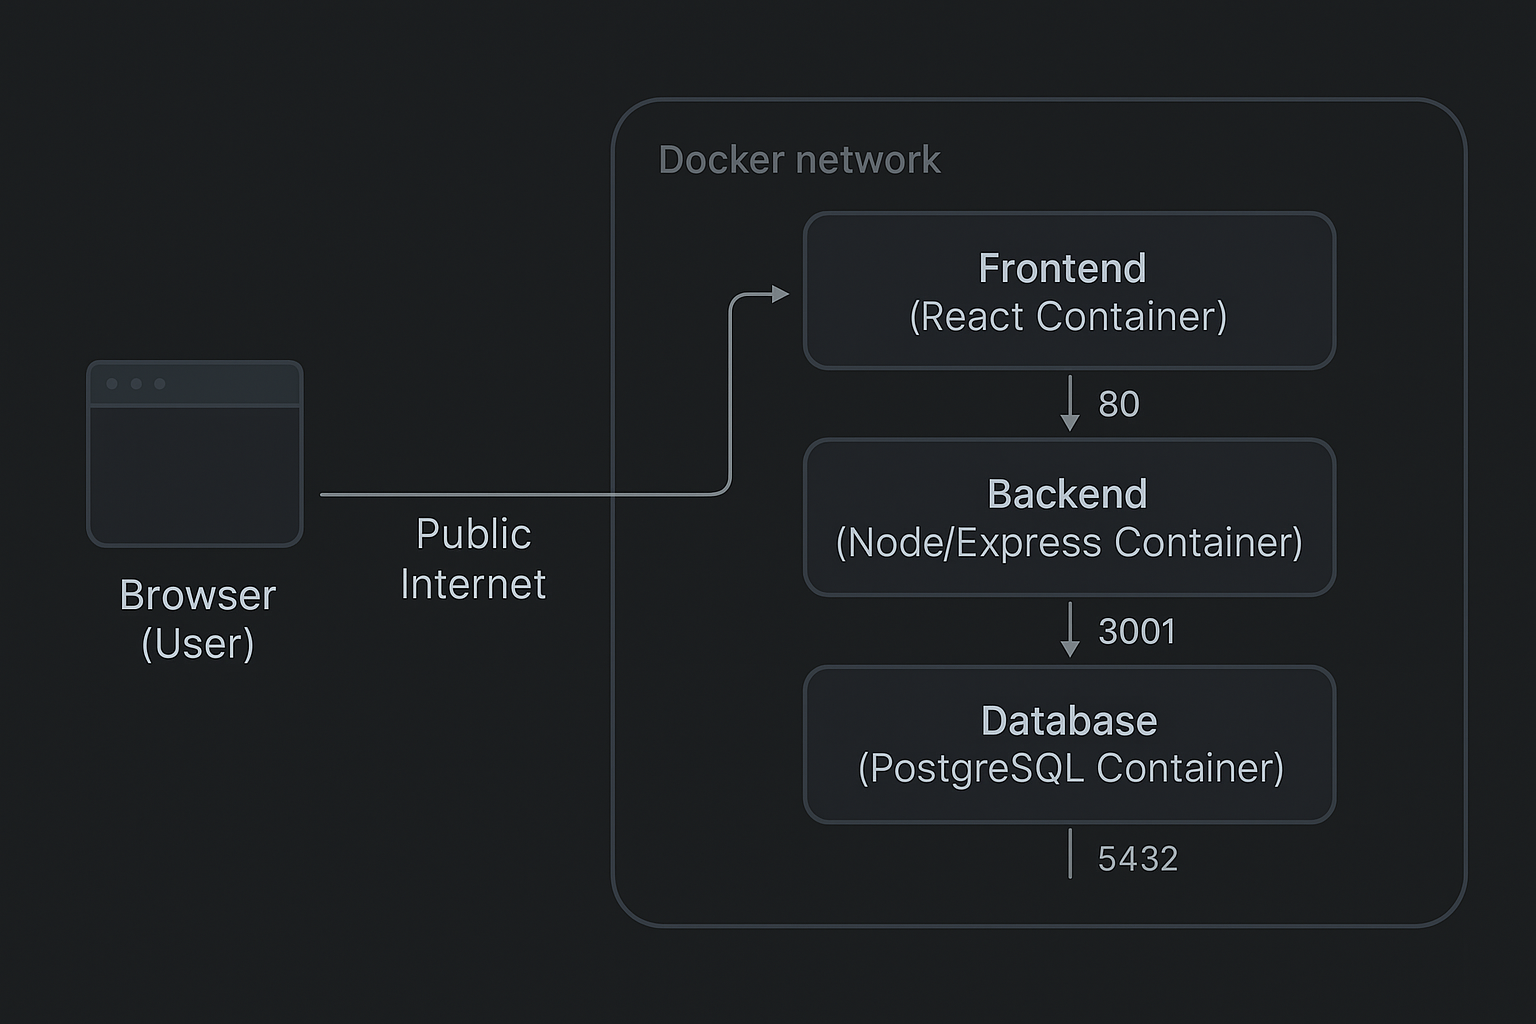 Docker network
Frontend
(React Container)
80
Backend
(Node/Express Container)
3001
Database
(PostgreSQL Container)
5432
Public
Internet
Browser
(User)